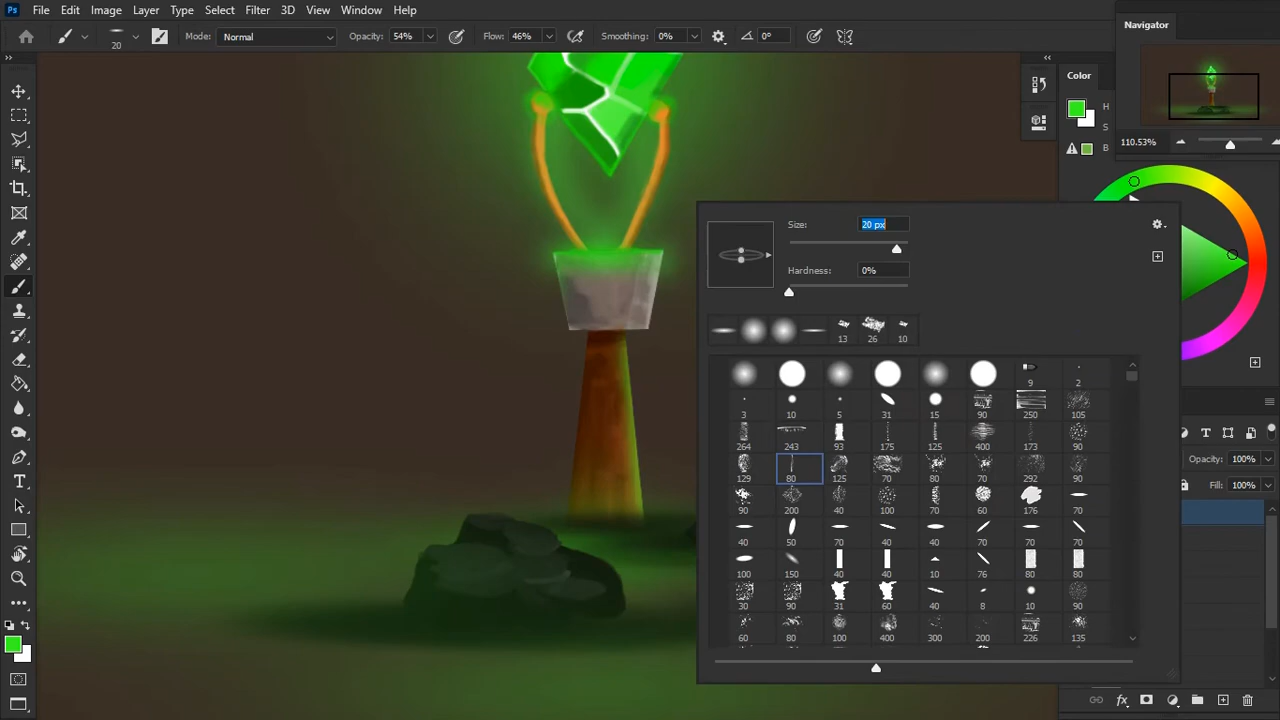 Ps File Edit Image Layer Type Select Filter 3D View Window Help
20 Mode: Normal Opacity: 54% Flow: 46% Smoothing: 0% 0°
Navigator
110.53%
Color
H
S
B
Size: 20 px
Hardness: 0%
13 26 10
9 2
3 10 5 31 15 90 250 105
264 243 93 175 125 400 173 90
129 80 125 70 80 70 292 90
90 200 40 100 70 60 176 70
40 50 70 40 40 70 70 70
100 150 40 40 10 76 80 80
30 90 31 60 40 8 10 90
60 80 100 400 300 200 226 135
Opacity: 100%
Fill: 100%